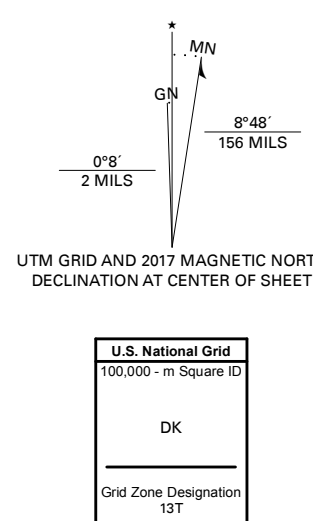 ★
MN
GN
8°48´
156 MILS
0°8´
2 MILS
UTM GRID AND 2017 MAGNETIC NORT
DECLINATION AT CENTER OF SHEET
U.S. National Grid
100,000 - m Square ID
DK
Grid Zone Designation
13T